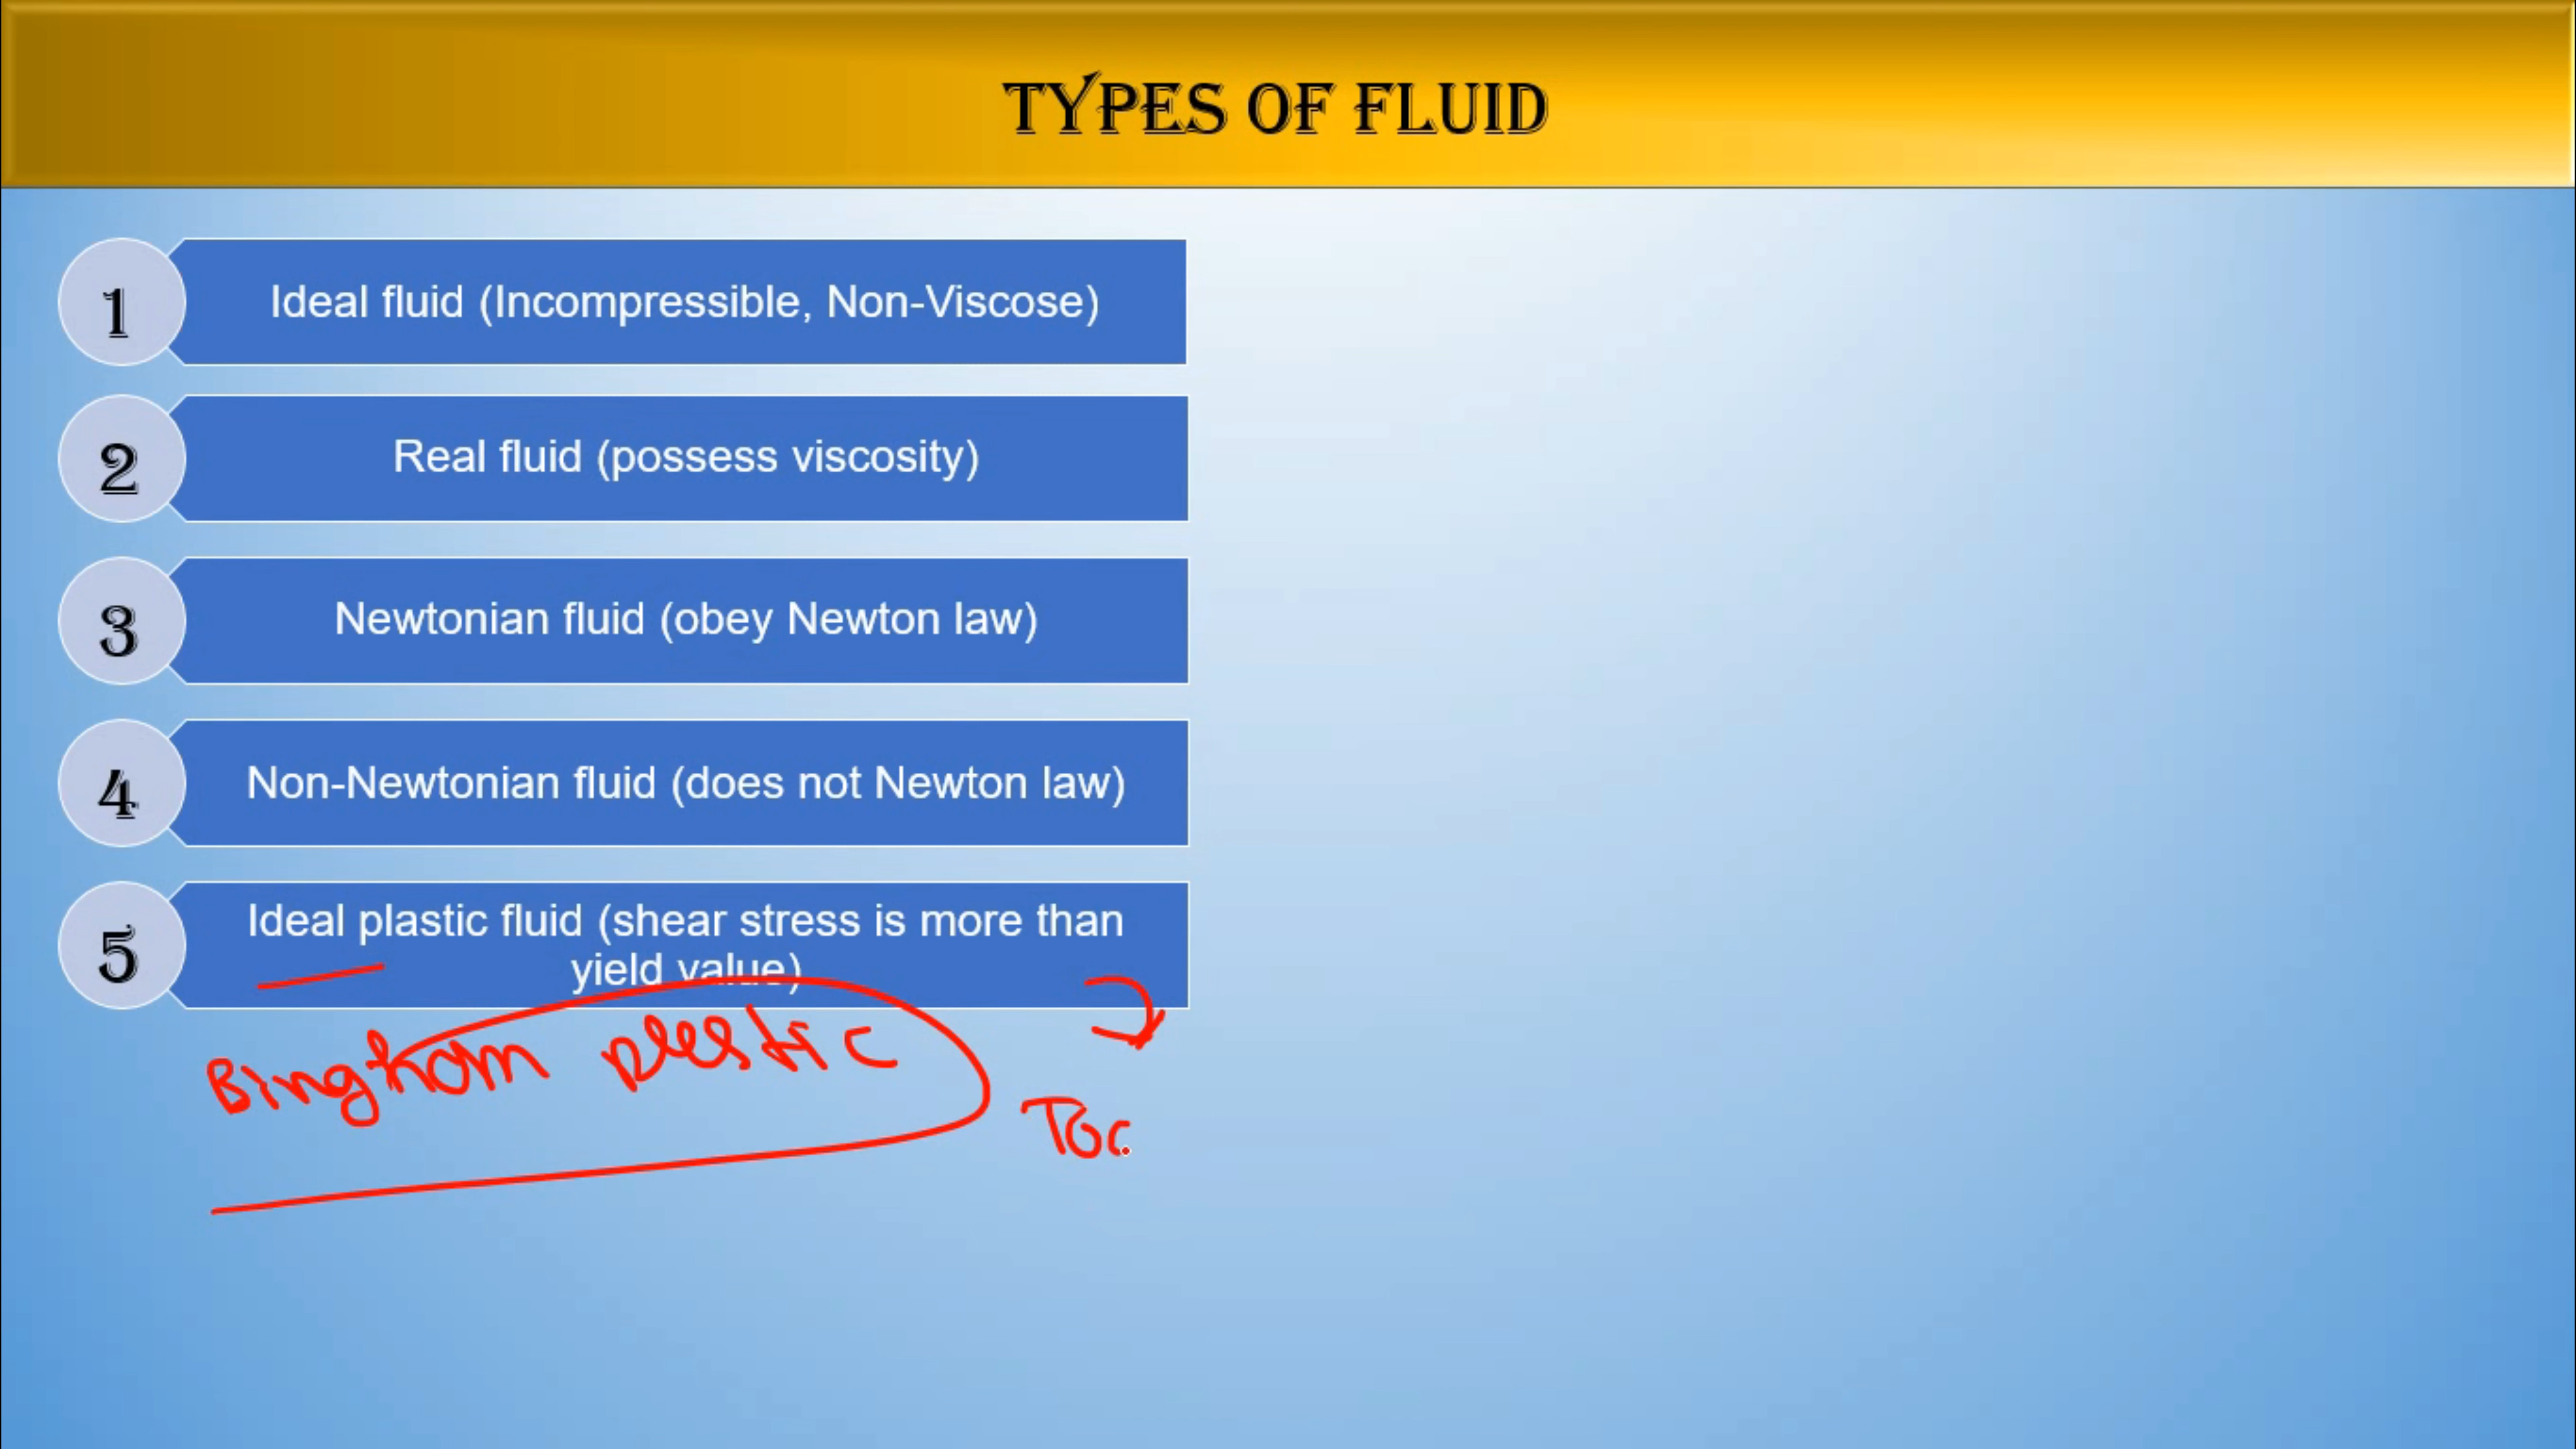 TYPES OF FLUID
1
Ideal fluid (Incompressible, Non-Viscose)
2
Real fluid (possess viscosity)
3
Newtonian fluid (obey Newton law)
4
Non-Newtonian fluid (does not Newton law)
5
Ideal plastic fluid (shear stress is more than
yield value)
Bingham plastic